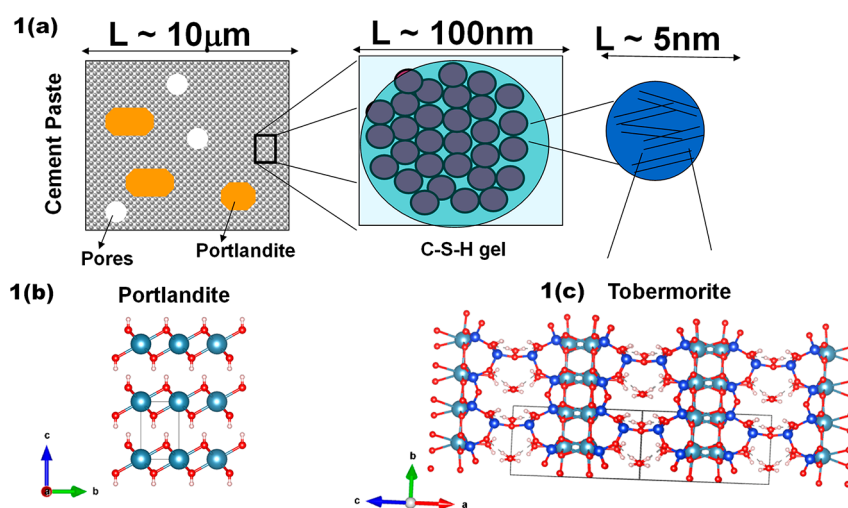 1(a)
L ~ 10μm
L ~ 100nm
L ~ 5nm
Cement Paste
Pores
Portlandite
C-S-H gel
1(b)
Portlandite
1(c)
Tobermorite
c
a
b
b
c
a